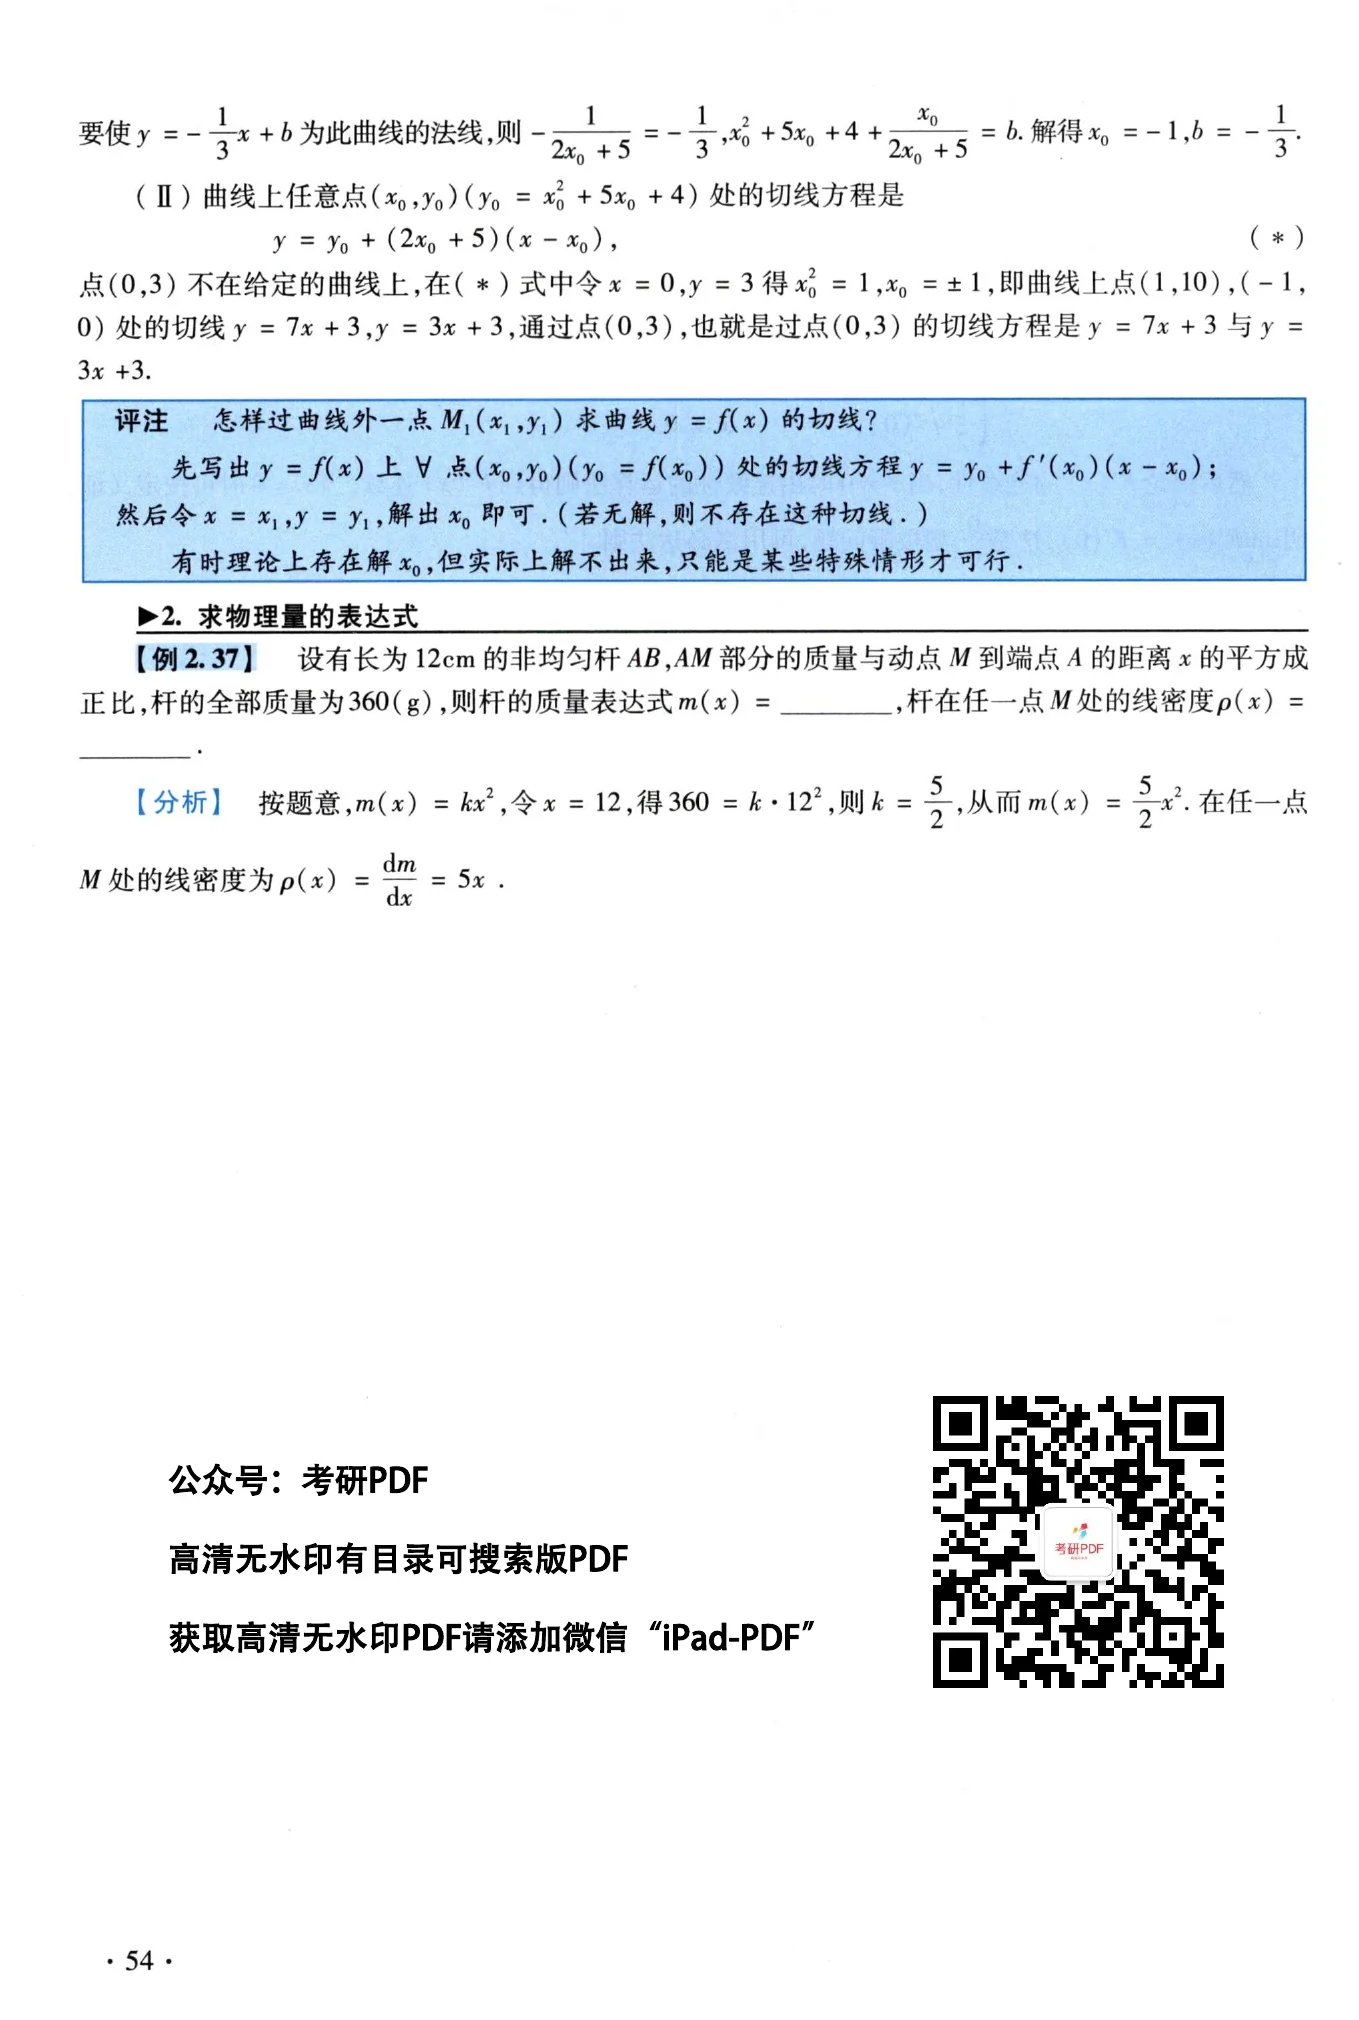 要使 y = -\frac{1}{3}x + b 为此曲线的法线,则 -\frac{1}{2x₀ + 5} = -\frac{1}{3}, x₀² + 5x₀ + 4 + \frac{x₀}{2x₀ + 5} = b. 解得 x₀ = -1, b = -\frac{1}{3}.
(Ⅱ) 曲线上任意点(x₀,y₀)(y₀ = x₀² + 5x₀ + 4) 处的切线方程是
y = y₀ + (2x₀ + 5)(x - x₀), (*)
点(0,3) 不在给定的曲线上,在(*)式中令 x = 0,y = 3 得 x₀² = 1,x₀ = ±1,即曲线上点(1,10),(-1,
0) 处的切线 y = 7x + 3,y = 3x + 3,通过点(0,3),也就是过点(0,3) 的切线方程是 y = 7x + 3 与 y =
3x +3.
评注 怎样过曲线外一点 M₁(x₁,y₁) 求曲线 y = f(x) 的切线?
先写出 y = f(x) 上 ∀ 点(x₀,y₀)(y₀ = f(x₀)) 处的切线方程 y = y₀ + f′(x₀)(x - x₀);
然后令 x = x₁,y = y₁,解出 x₀ 即可.(若无解,则不存在这种切线.)
有时理论上存在解 x₀,但实际上解不出来,只能是某些特殊情形才可行.
▶2. 求物理量的表达式
【例 2.37】 设有长为 12cm 的非均匀杆 AB,AM 部分的质量与动点 M 到端点 A 的距离 x 的平方成
正比,杆的全部质量为360(g),则杆的质量表达式 m(x) = ________,杆在任一点 M 处的线密度ρ(x) =
________.
【分析】 按题意,m(x) = kx²,令 x = 12,得 360 = k·12²,则 k = \frac{5}{2},从而 m(x) = \frac{5}{2}x². 在任一点
M 处的线密度为 ρ(x) = \frac{dm}{dx} = 5x .
公众号：考研PDF
高清无水印有目录可搜索版PDF
获取高清无水印PDF请添加微信“iPad-PDF”
考研PDF
· 54 ·